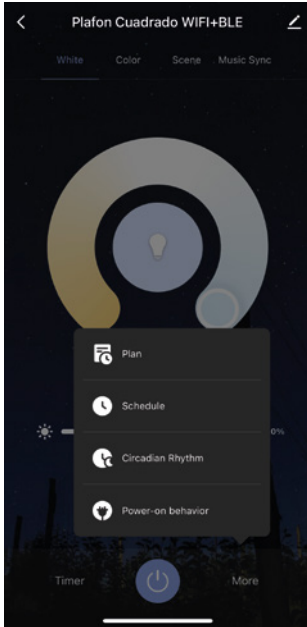 Plafon Cuadrado WIFI+BLE
White Color Scene Music Sync
Plan
Schedule
0%
Circadian Rhythm
Power-on behavior
Timer More